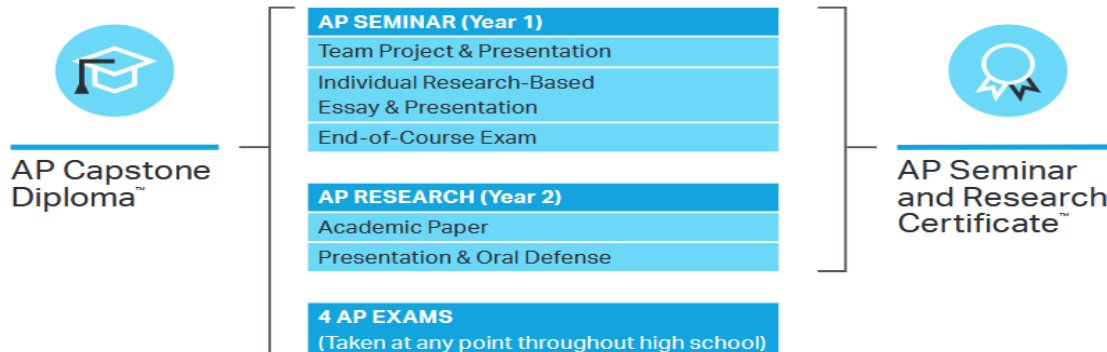 AP SEMINAR (Year 1)
Team Project & Presentation
Individual Research-Based
Essay & Presentation
End-of-Course Exam
AP Capstone
Diploma™
AP Seminar
and Research
Certificate™
AP RESEARCH (Year 2)
Academic Paper
Presentation & Oral Defense
4 AP EXAMS
(Taken at any point throughout high school)